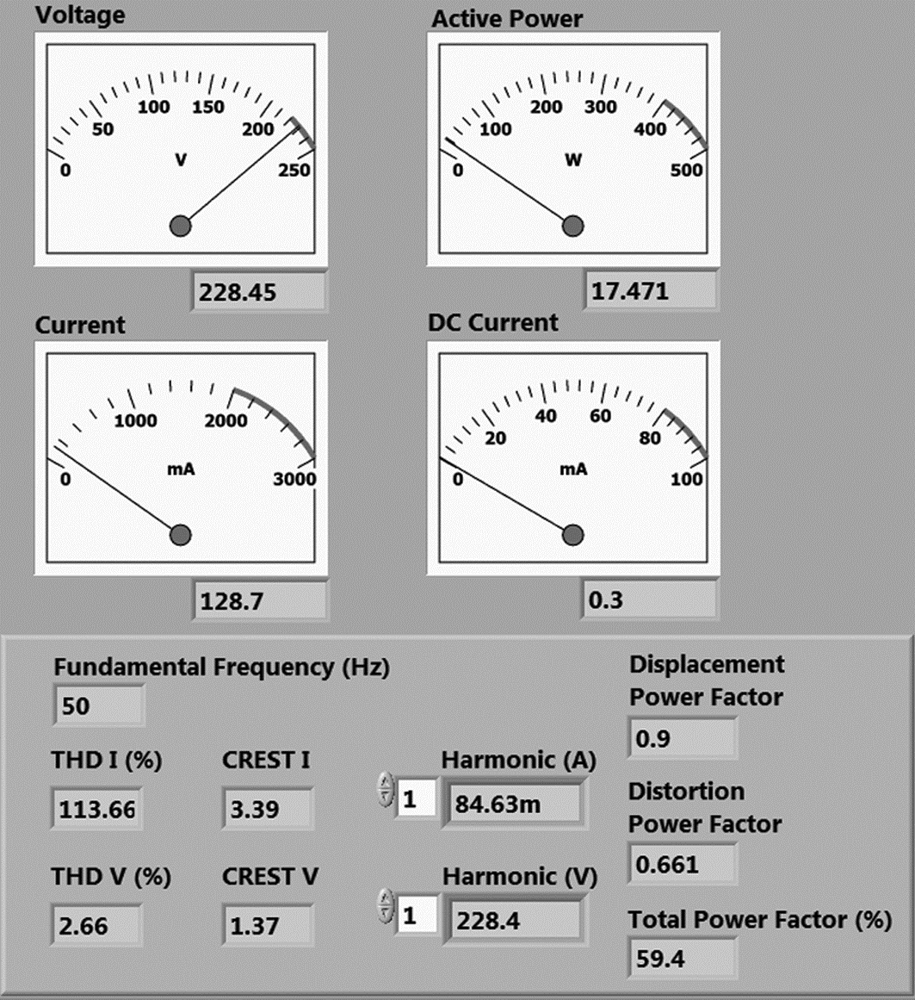 Voltage
50
100
150
200
0
250
V
228.45
Active Power
100
200
300
400
0
500
W
17.471
Current
1000
2000
0
3000
mA
128.7
DC Current
20
40
60
80
0
100
mA
0.3
Fundamental Frequency (Hz)
50
THD I (%)
113.66
CREST I
3.39
Harmonic (A)
1
84.63m
THD V (%)
2.66
CREST V
1.37
Harmonic (V)
1
228.4
Displacement
Power Factor
0.9
Distortion
Power Factor
0.661
Total Power Factor (%)
59.4